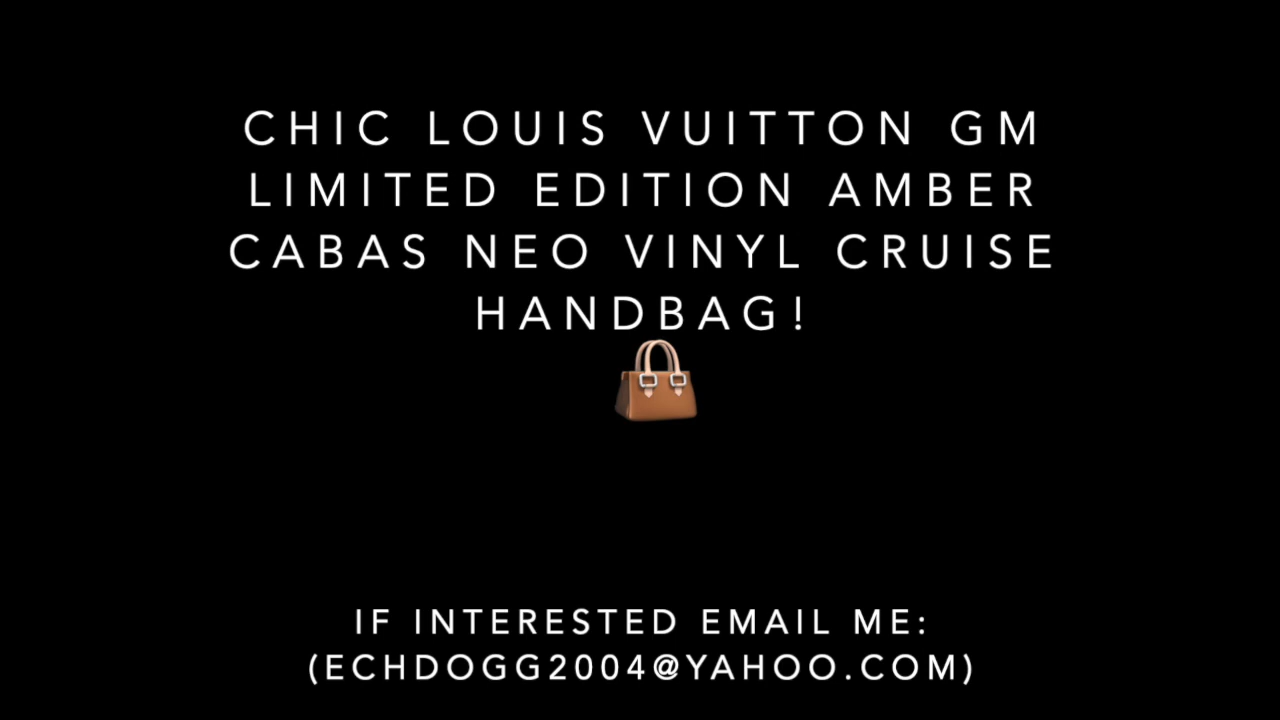 CHIC LOUIS VUITTON GM
LIMITED EDITION AMBER
CABAS NEO VINYL CRUISE
HANDBAG!
IF INTERESTED EMAIL ME:
(ECHDOGG2004@YAHOO.COM)